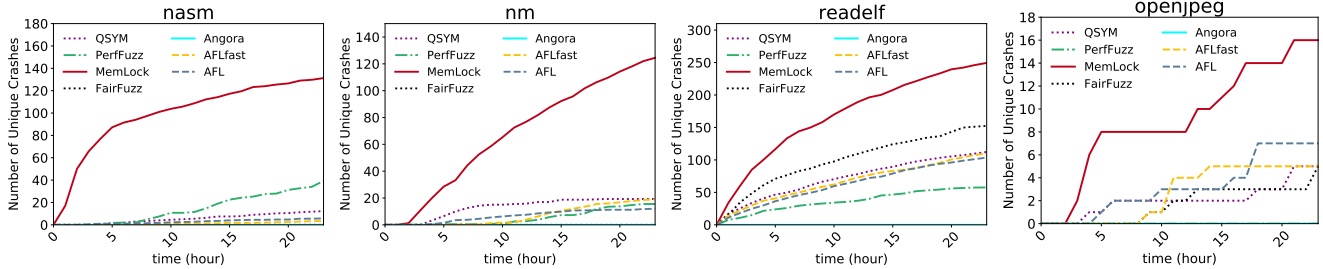 nasm
Number of Unique Crashes
180
160
140
120
100
80
60
40
20
0
QSYM
PerfFuzz
MemLock
FairFuzz
Angora
AFLfast
AFL
0 5 10 15 20
time (hour)
nm
Number of Unique Crashes
140
120
100
80
60
40
20
0
QSYM
PerfFuzz
MemLock
FairFuzz
Angora
AFLfast
AFL
0 5 10 15 20
time (hour)
readelf
Number of Unique Crashes
300
250
200
150
100
50
0
QSYM
PerfFuzz
MemLock
FairFuzz
Angora
AFLfast
AFL
0 5 10 15 20
time (hour)
openjpeg
Number of Unique Crashes
18
16
14
12
10
8
6
4
2
0
QSYM
PerfFuzz
MemLock
FairFuzz
Angora
AFLfast
AFL
0 5 10 15 20
time (hour)